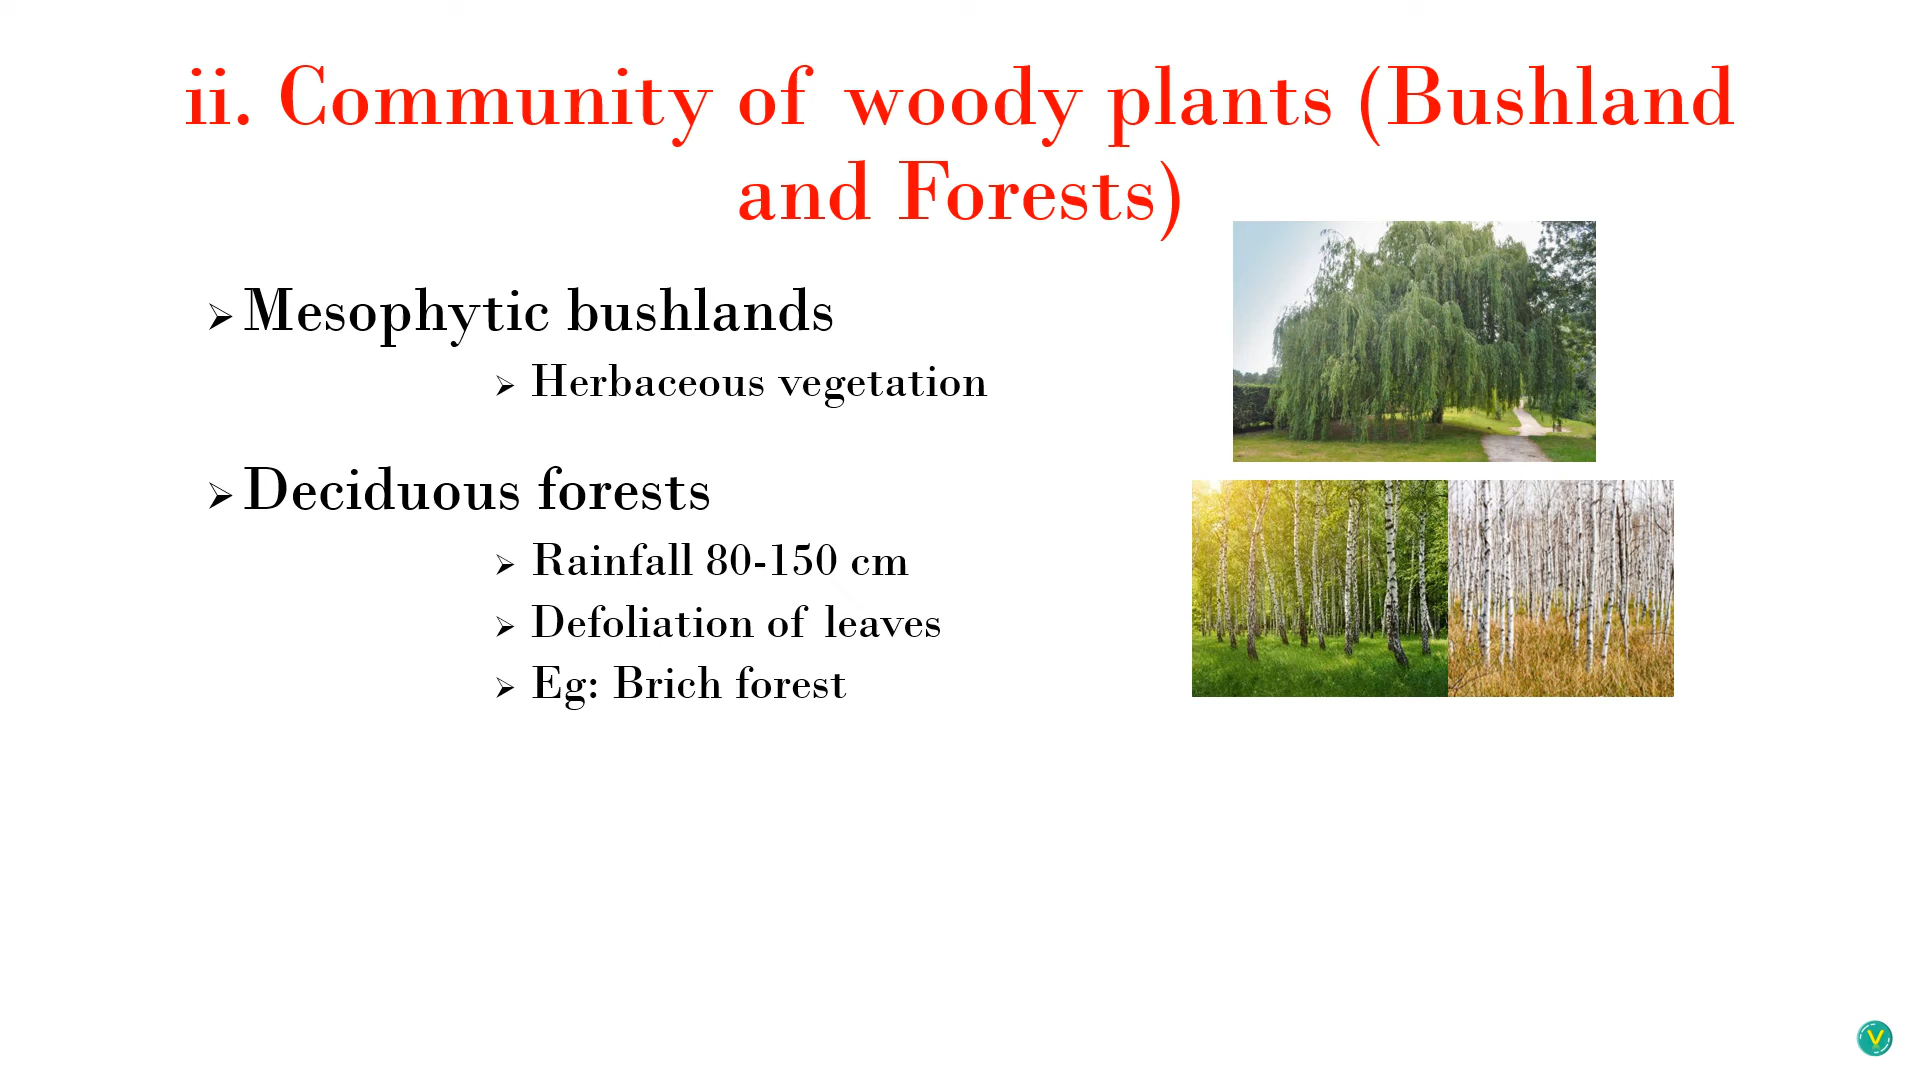 ii. Community of woody plants (Bushland
and Forests)
➢Mesophytic bushlands
➢ Herbaceous vegetation
➢Deciduous forests
➢ Rainfall 80-150 cm
➢ Defoliation of leaves
➢ Eg: Brich forest
V